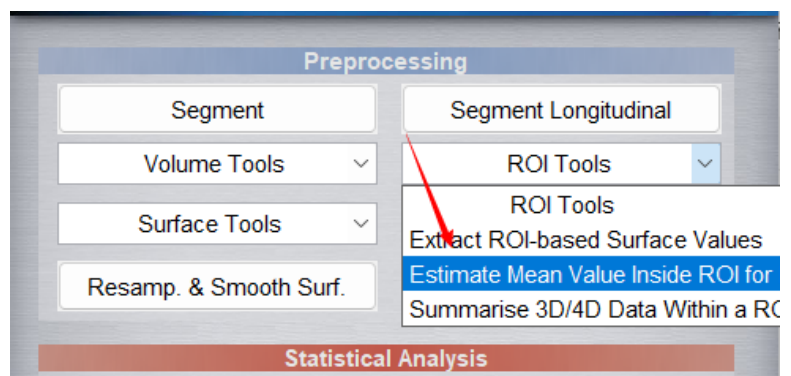 Preprocessing
Segment
Segment Longitudinal
Volume Tools
ROI Tools
Surface Tools
ROI Tools
Extract ROI-based Surface Values
Estimate Mean Value Inside ROI for
Resamp. & Smooth Surf.
Summarise 3D/4D Data Within a RO
Statistical Analysis